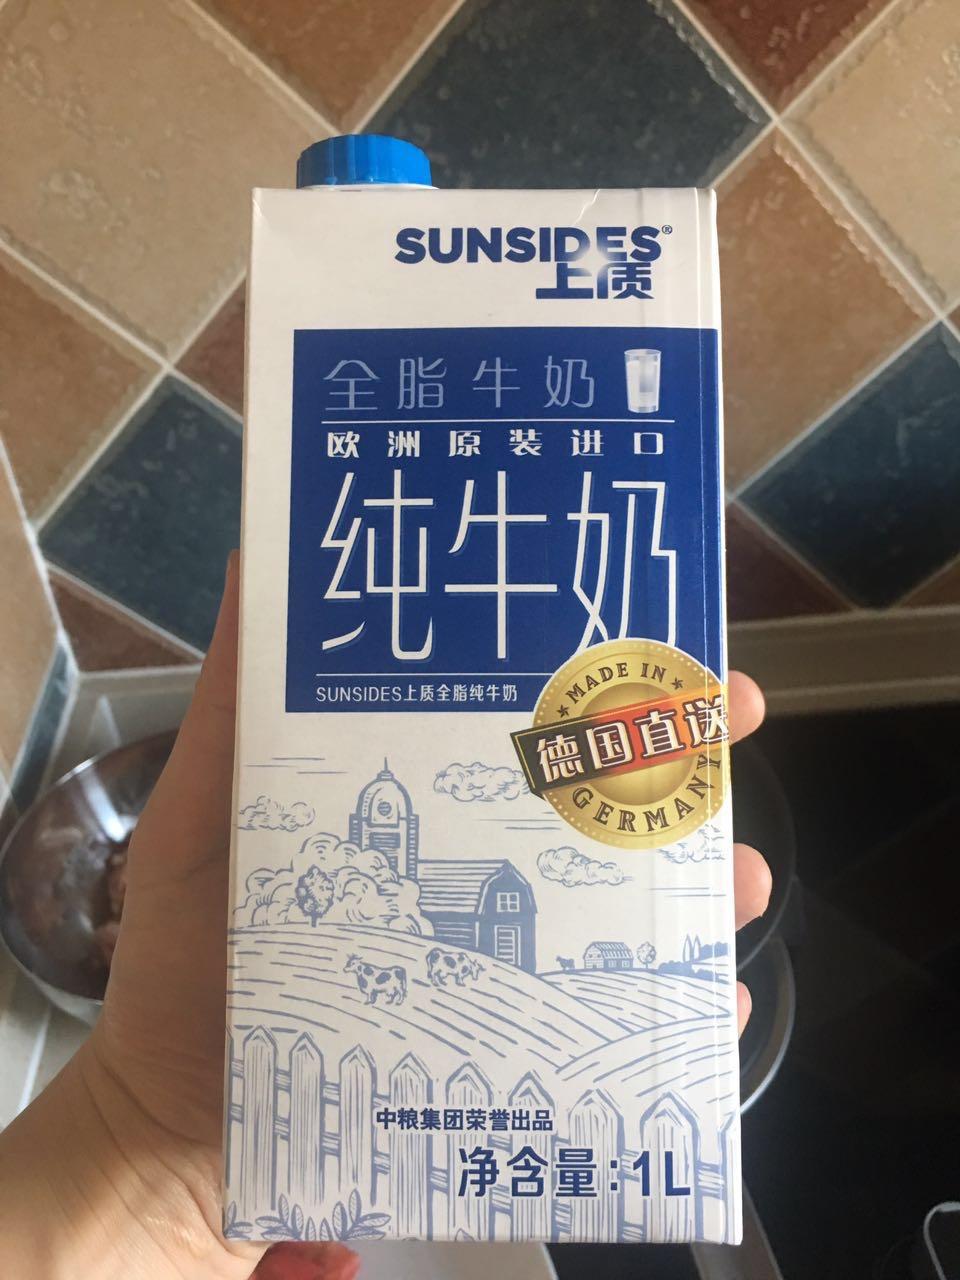 SUNSIDES®
上质
全脂牛奶
欧洲原装进口
纯牛奶
SUNSIDES上质全脂纯牛奶
MADE IN
德国直送
GERMANY
中粮集团荣誉出品
净含量:1L